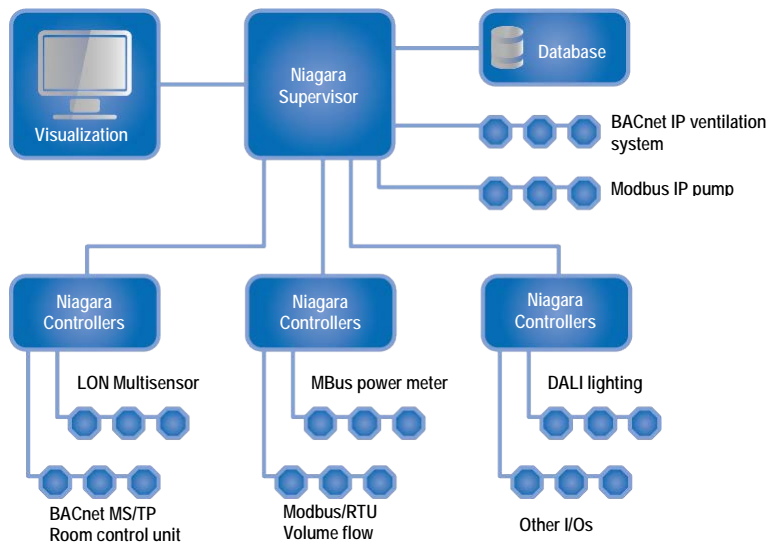 Visualization
Niagara
Supervisor
Database
BACnet IP ventilation
system
Modbus IP pump
Niagara
Controllers
Niagara
Controllers
Niagara
Controllers
LON Multisensor
MBus power meter
DALI lighting
BACnet MS/TP
Room control unit
Modbus/RTU
Volume flow
Other I/Os